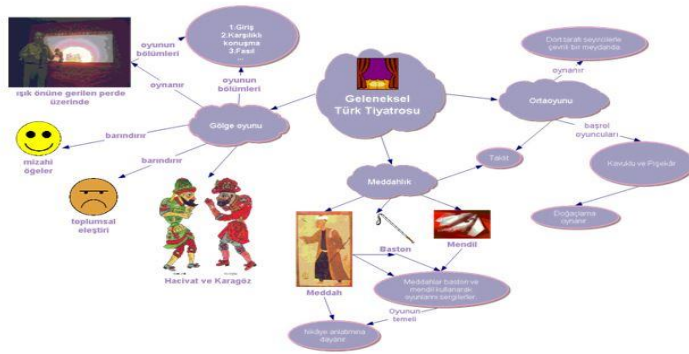 1:Giriş
2.Karşılıklı
konuşma
3.Fasıl
...
oyunun
bölümleri
oynanır
oyunun
bölümleri
ışık önüne gerilen perde
üzerinde
Geleneksel
Türk Tiyatrosu
Dört tarafı seyircilerle
çevrili bir meydanda
oynanır
Ortaoyunu
Gölge oyunu
başrol
oyuncuları
barındırır
mizahi
öğeler
barındırır
toplumsal
eleştiri
Taklit
Kavuklu ve Pişekâr
Meddahlık
Doğaçlama
oynanır
Hacivat ve Karagöz
Baston
Mendil
Meddah
Meddahlar baston ve
mendil kullanarak
oyunlarını sergilerler.
Oyunun
temeli
hikâye anlatımına
dayanır